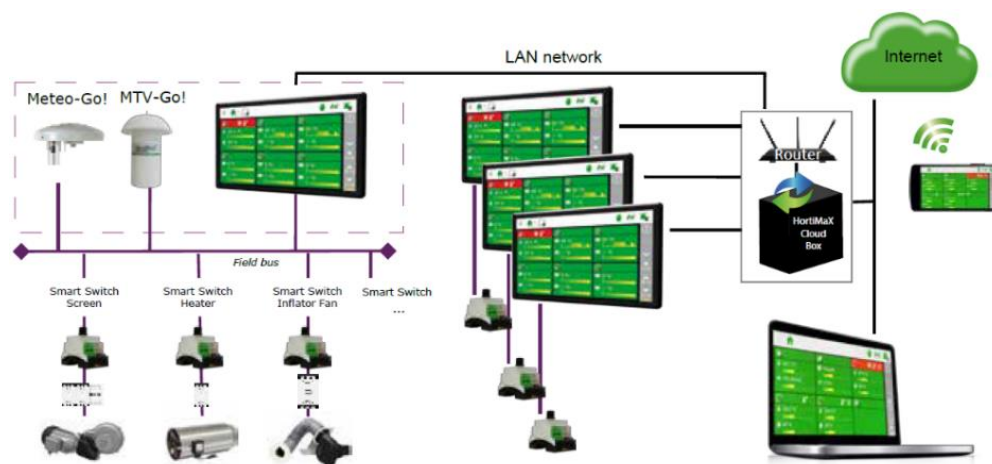 LAN network
Internet
Meteo-Go!
MTV-Go!
Router
HortiMaX
Cloud
Box
Field bus
Smart Switch
Screen
Smart Switch
Heater
Smart Switch
Inflator Fan
Smart Switch
...